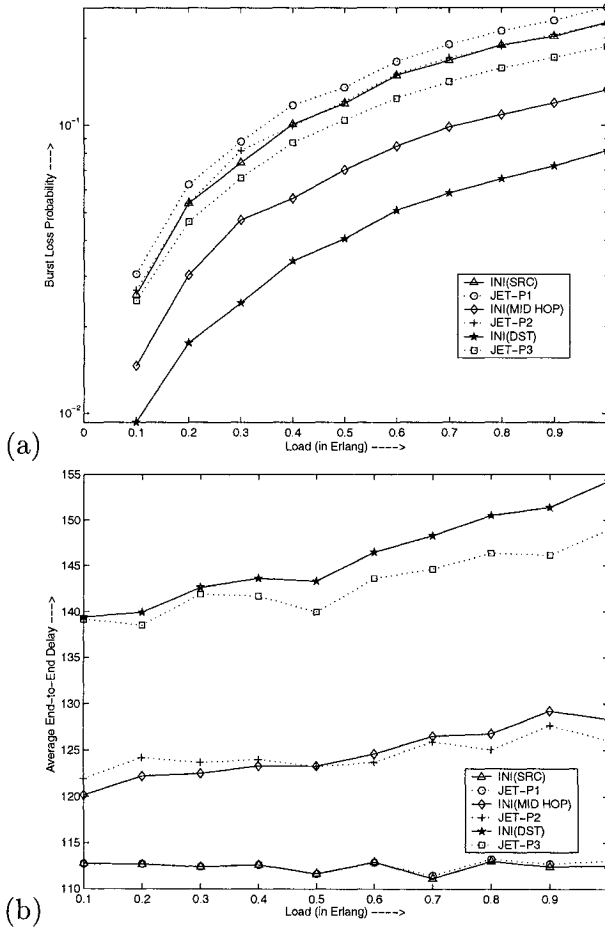 10⁻¹
10⁻²
Burst Loss Probability ---->
INI(SRC)
JET-P1
INI(MID HOP)
JET-P2
INI(DST)
JET-P3
0 0.1 0.2 0.3 0.4 0.5 0.6 0.7 0.8 0.9
Load (in Erlang) ---->
(a)
155
150
145
140
135
130
125
120
115
110
Average End-to-End Delay ---->
INI(SRC)
JET-P1
INI(MID HOP)
JET-P2
INI(DST)
JET-P3
0.1 0.2 0.3 0.4 0.5 0.6 0.7 0.8 0.9
Load (in Erlang) ---->
(b)